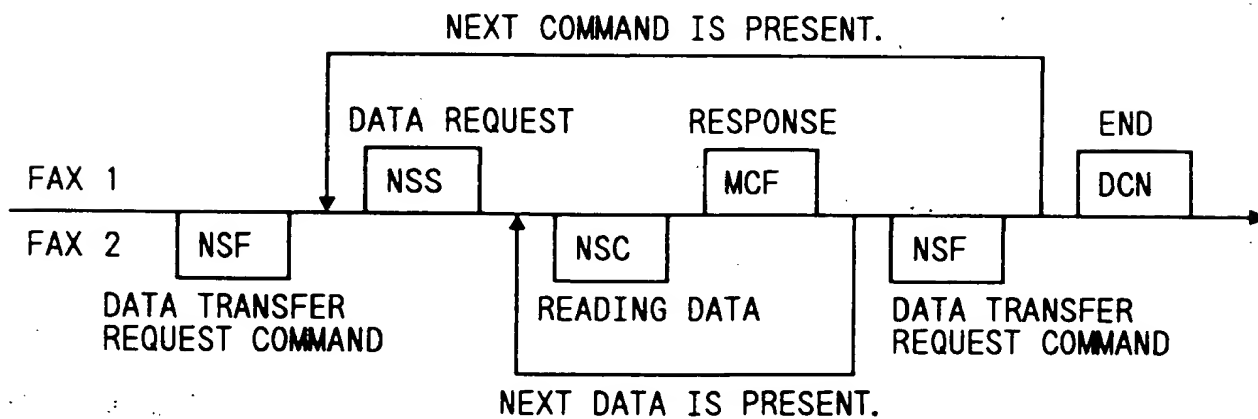 NEXT COMMAND IS PRESENT.
DATA REQUEST
RESPONSE
END
FAX 1
NSS
MCF
DCN
FAX 2
NSF
NSC
NSF
DATA TRANSFER
REQUEST COMMAND
READING DATA
DATA TRANSFER
REQUEST COMMAND
NEXT DATA IS PRESENT.